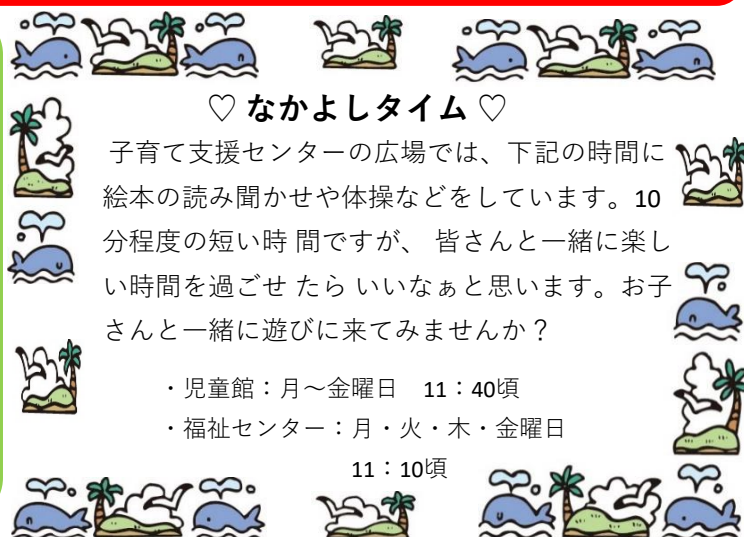 ♡ なかよしタイム ♡
子育て支援センターの広場では、下記の時間に
絵本の読み聞かせや体操などをしています。10
分程度の短い時 間ですが、 皆さんと一緒に楽し
い時間を過ごせ たら いいなぁと思います。お子
さんと一緒に遊びに来てみませんか？
・児童館：月～金曜日　11：40頃
・福祉センター：月・火・木・金曜日
11：10頃